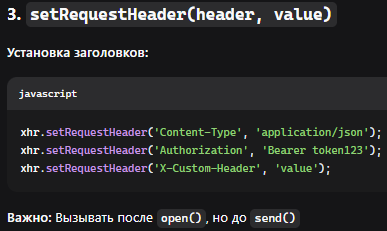 3. setRequestHeader(header, value)
Установка заголовков:
javascript
xhr.setRequestHeader('Content-Type', 'application/json');
xhr.setRequestHeader('Authorization', 'Bearer token123');
xhr.setRequestHeader('X-Custom-Header', 'value');
Важно: Вызывать после open(), но до send()